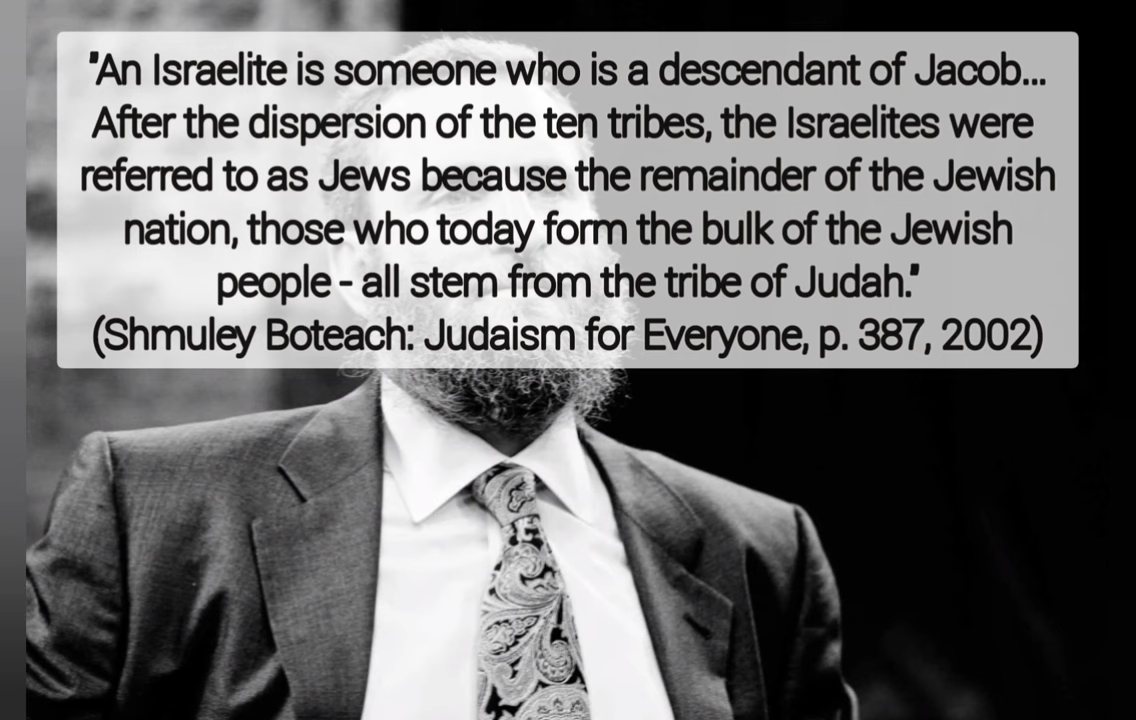 "An Israelite is someone who is a descendant of Jacob...
After the dispersion of the ten tribes, the Israelites were
referred to as Jews because the remainder of the Jewish
nation, those who today form the bulk of the Jewish
people - all stem from the tribe of Judah."
(Shmuley Boteach: Judaism for Everyone, p. 387, 2002)